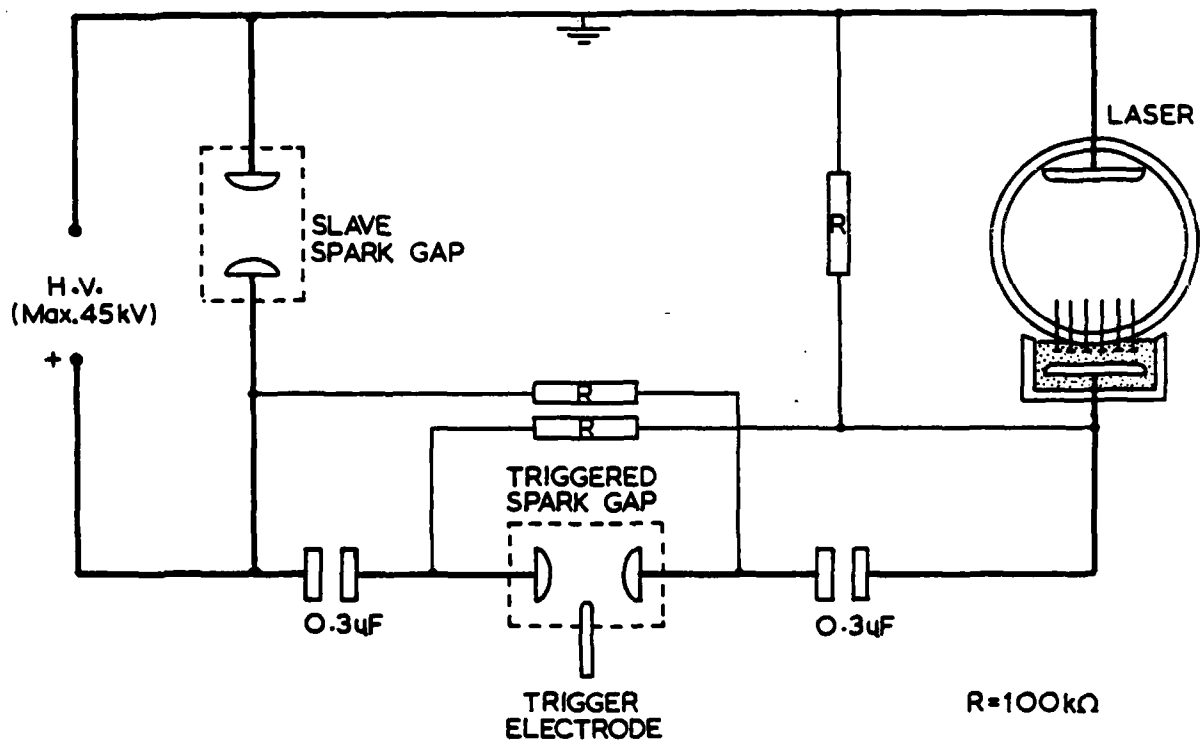 LASER
SLAVE
SPARK GAP
R
H.V.
(Max.45kV)
+
R
R
TRIGGERED
SPARK GAP
0.3μF
0.3μF
TRIGGER
ELECTRODE
R=100kΩ